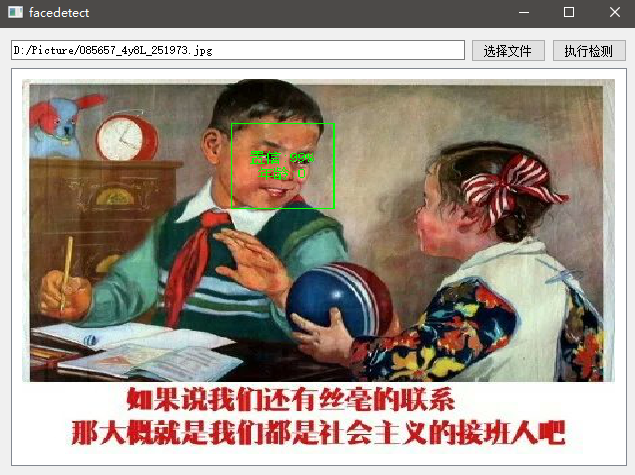 facedetect
D:/Picture/085657_4y8L_251973.jpg
选择文件
执行检测
如果说我们还有丝毫的联系
那大概就是我们都是社会主义的接班人吧